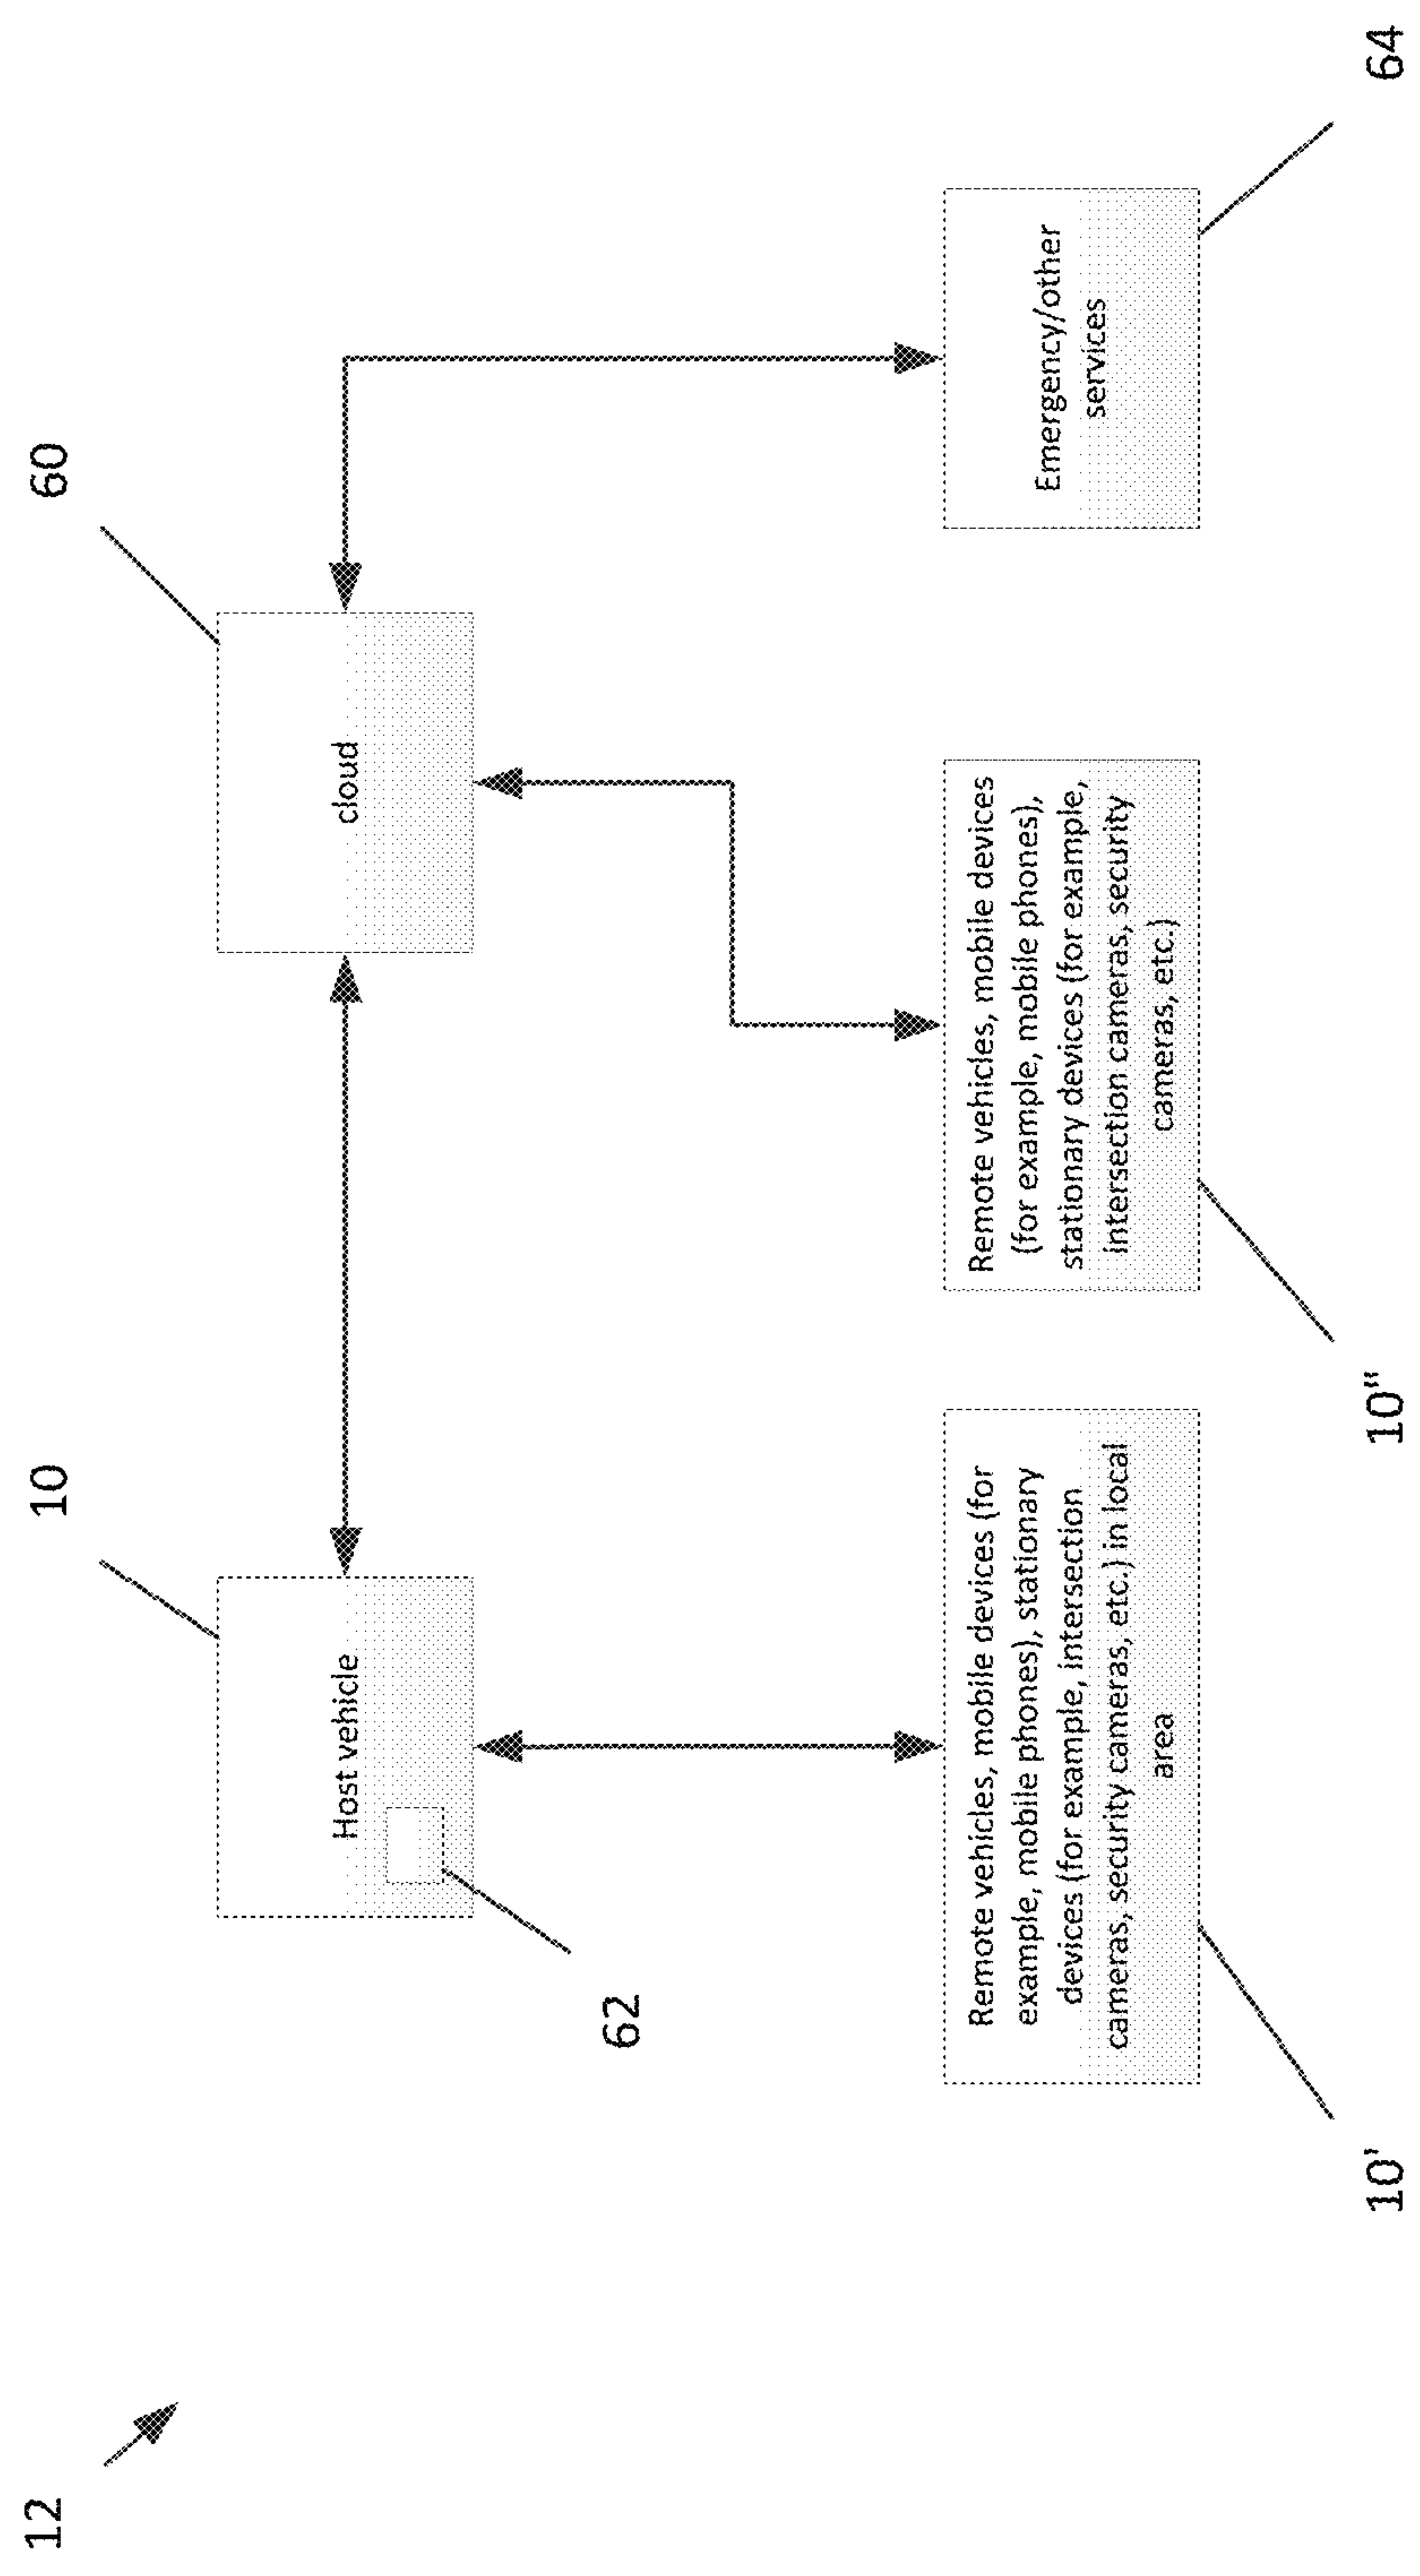 12
10
60
Host vehicle
cloud
62
Remote vehicles, mobile devices (for
example, mobile phones), stationary
devices (for example, intersection
cameras, security cameras, etc.) in local
area
Remote vehicles, mobile devices
(for example, mobile phones),
stationary devices (for example,
intersection cameras, security
cameras, etc.)
Emergency/other
services
10'
10"
64